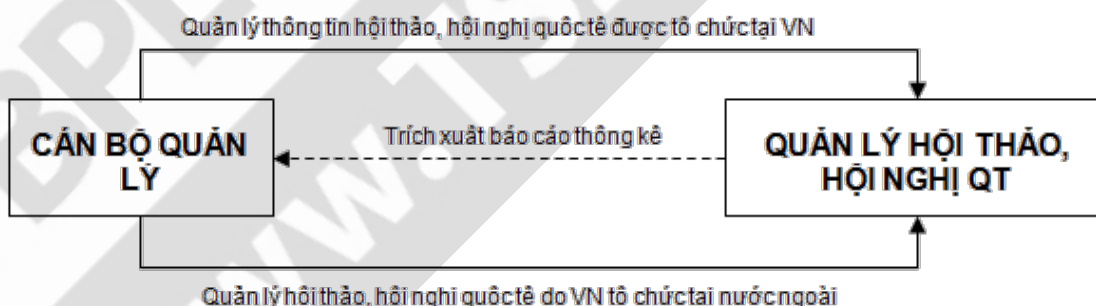 Quản lý thông tin hội thảo, hội nghị quốc tế được tổ chức tại VN
CÁN BỘ QUẢN
LÝ
Trích xuất báo cáo thông kê
QUẢN LÝ HỘI THẢO,
HỘI NGHỊ QT
Quản lý hội thảo, hội nghị quốc tế do VN tổ chức tại nước ngoài